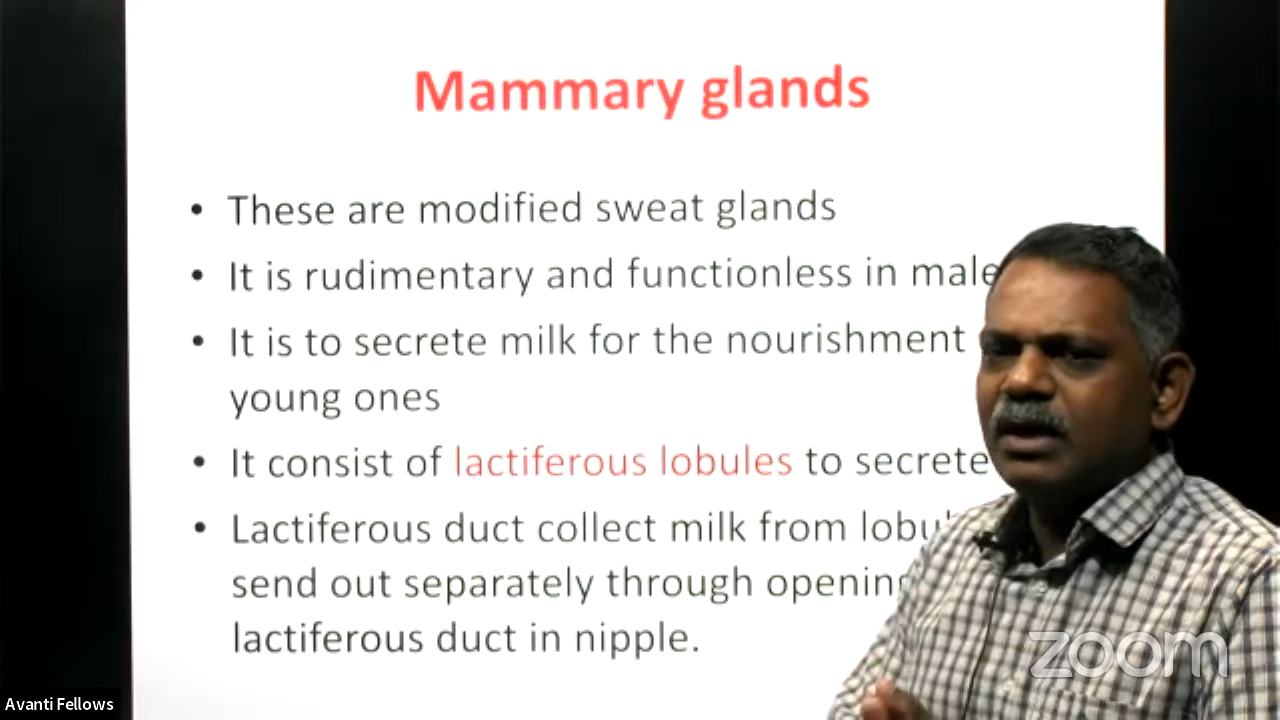 Mammary glands
• These are modified sweat glands
• It is rudimentary and functionless in male
• It is to secrete milk for the nourishment
young ones
• It consist of lactiferous lobules to secrete
• Lactiferous duct collect milk from
send out separately through opening
lactiferous duct in nipple.
zoom
Avanti Fellows